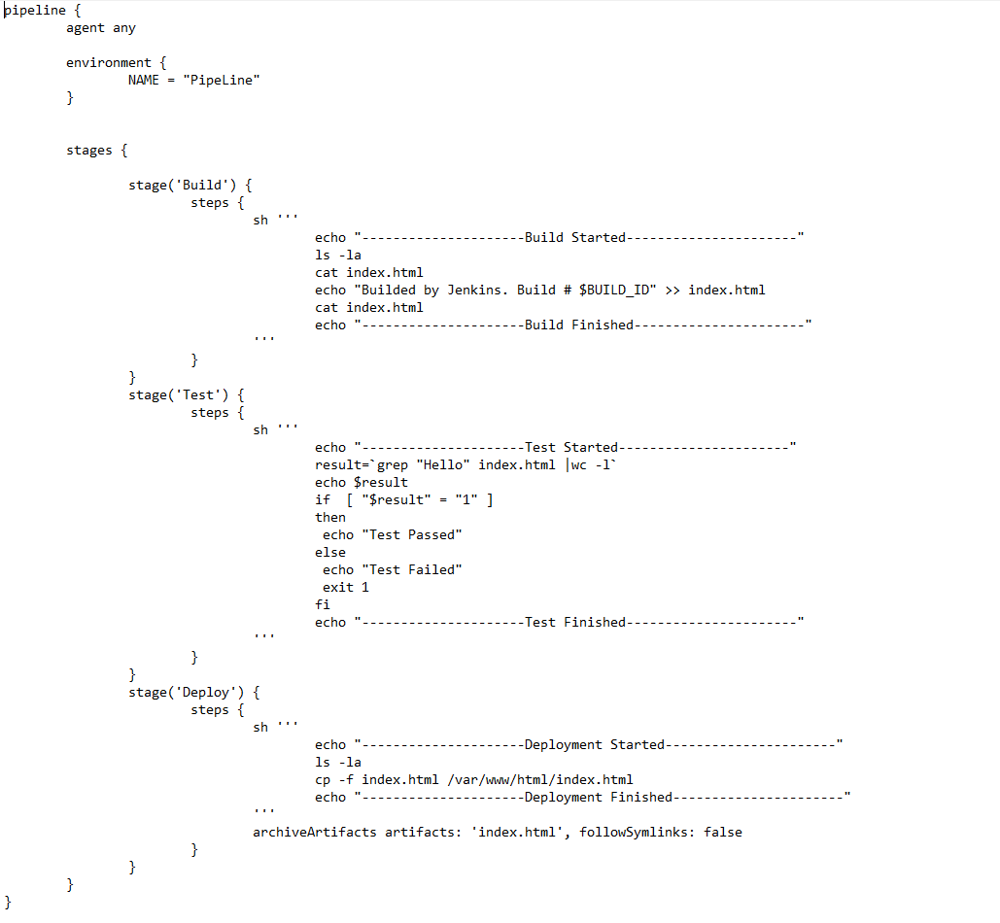 pipeline {
agent any
environment {
NAME = "PipeLine"
}
stages {
stage('Build') {
steps {
sh '''
echo "---------------------Build Started----------------------"
ls -la
cat index.html
echo "Builded by Jenkins. Build # $BUILD_ID" >> index.html
cat index.html
echo "---------------------Build Finished----------------------"
'''
}
}
stage('Test') {
steps {
sh '''
echo "---------------------Test Started----------------------"
result=`grep "Hello" index.html |wc -l`
echo $result
if  [ "$result" = "1" ]
then
echo "Test Passed"
else
echo "Test Failed"
exit 1
fi
echo "---------------------Test Finished----------------------"
'''
}
}
stage('Deploy') {
steps {
sh '''
echo "---------------------Deployment Started----------------------"
ls -la
cp -f index.html /var/www/html/index.html
echo "---------------------Deployment Finished----------------------"
'''
archiveArtifacts artifacts: 'index.html', followSymlinks: false
}
}
}
}